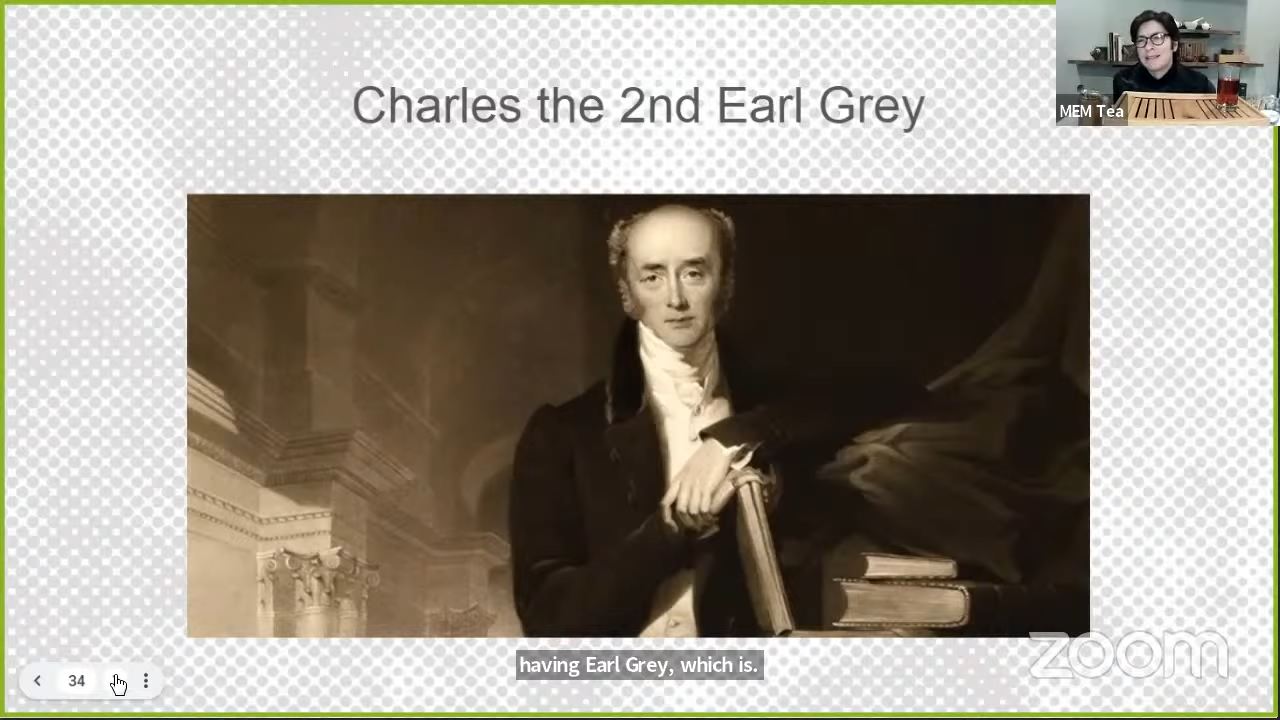 Charles the 2nd Earl Grey
MEM Tea
having Earl Grey, which is.
34
zoom